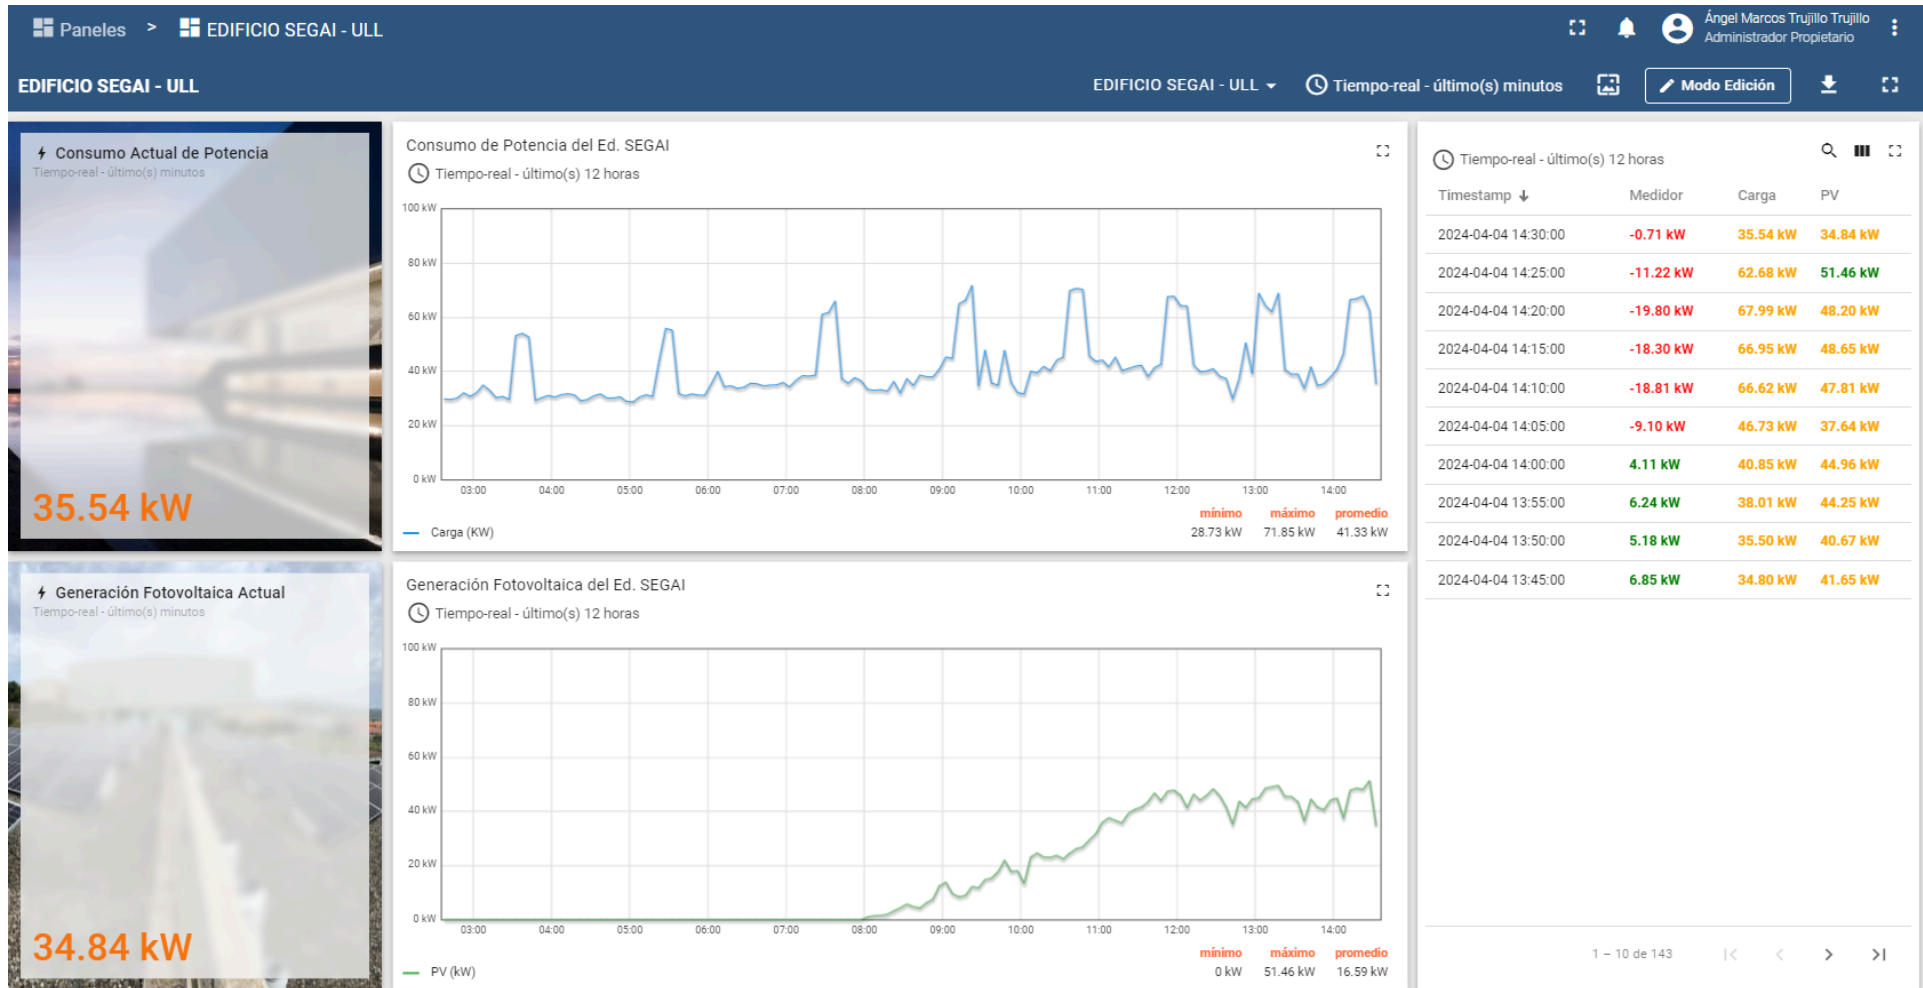 Paneles > EDIFICIO SEGAI - ULL
Ángel Marcos Trujillo Trujillo
Administrador Propietario
EDIFICIO SEGAI - ULL
EDIFICIO SEGAI - ULL
Tiempo-real - último(s) minutos
Modo Edición
Consumo Actual de Potencia
Tiempo-real - último(s) minutos
35.54 kW
Consumo de Potencia del Ed. SEGAI
Tiempo-real - último(s) 12 horas
100 kW
80 kW
60 kW
40 kW
20 kW
0 kW
03:00 04:00 05:00 06:00 07:00 08:00 09:00 10:00 11:00 12:00 13:00 14:00
mínimo máximo promedio
Carga (KW) 28.73 kW 71.85 kW 41.33 kW
Generación Fotovoltaica Actual
Tiempo-real - último(s) minutos
34.84 kW
Generación Fotovoltaica del Ed. SEGAI
Tiempo-real - último(s) 12 horas
100 kW
80 kW
60 kW
40 kW
20 kW
0 kW
03:00 04:00 05:00 06:00 07:00 08:00 09:00 10:00 11:00 12:00 13:00 14:00
mínimo máximo promedio
PV (kW) 0 kW 51.46 kW 16.59 kW
Tiempo-real - último(s) 12 horas
Timestamp Medidor Carga PV
2024-04-04 14:30:00 -0.71 kW 35.54 kW 34.84 kW
2024-04-04 14:25:00 -11.22 kW 62.68 kW 51.46 kW
2024-04-04 14:20:00 -19.80 kW 67.99 kW 48.20 kW
2024-04-04 14:15:00 -18.30 kW 66.95 kW 48.65 kW
2024-04-04 14:10:00 -18.81 kW 66.62 kW 47.81 kW
2024-04-04 14:05:00 -9.10 kW 46.73 kW 37.64 kW
2024-04-04 14:00:00 4.11 kW 40.85 kW 44.96 kW
2024-04-04 13:55:00 6.24 kW 38.01 kW 44.25 kW
2024-04-04 13:50:00 5.18 kW 35.50 kW 40.67 kW
2024-04-04 13:45:00 6.85 kW 34.80 kW 41.65 kW
1 – 10 de 143